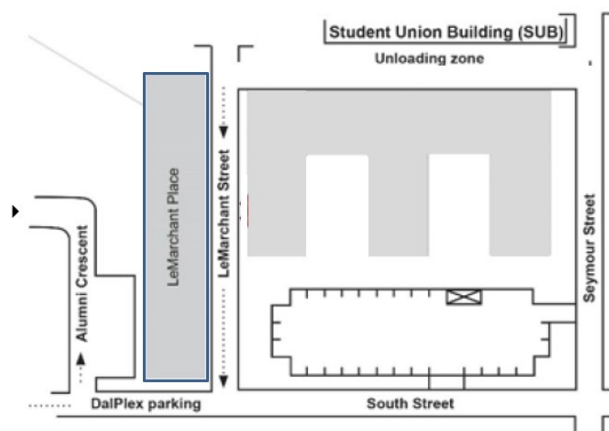 Student Union Building (SUB)
Unloading zone
LeMarchant Place
LeMarchant Street
Seymour Street
Alumni Crescent
DalPlex parking
South Street